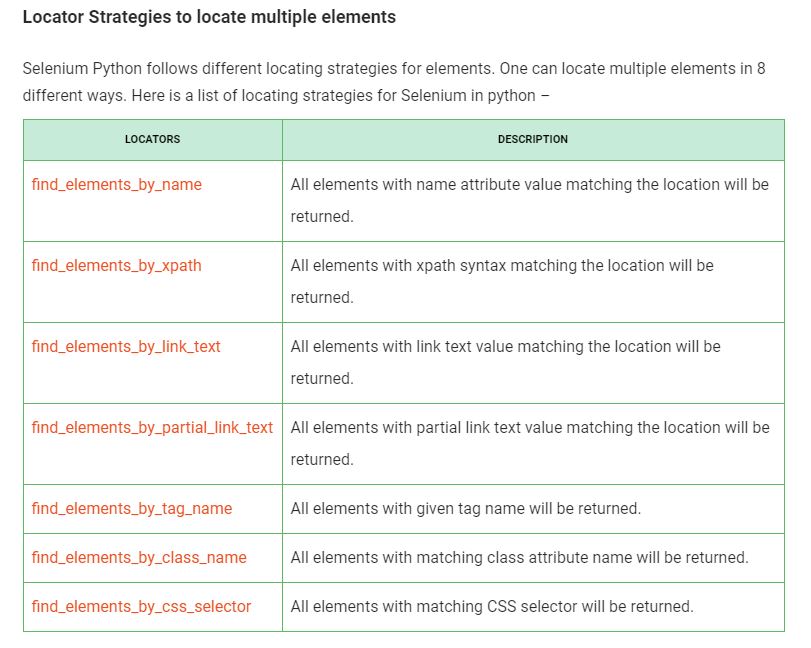 Locator Strategies to locate multiple elements
Selenium Python follows different locating strategies for elements. One can locate multiple elements in 8
different ways. Here is a list of locating strategies for Selenium in python –
LOCATORS DESCRIPTION
find_elements_by_name All elements with name attribute value matching the location will be
returned.
find_elements_by_xpath All elements with xpath syntax matching the location will be
returned.
find_elements_by_link_text All elements with link text value matching the location will be
returned.
find_elements_by_partial_link_text All elements with partial link text value matching the location will be
returned.
find_elements_by_tag_name All elements with given tag name will be returned.
find_elements_by_class_name All elements with matching class attribute name will be returned.
find_elements_by_css_selector All elements with matching CSS selector will be returned.